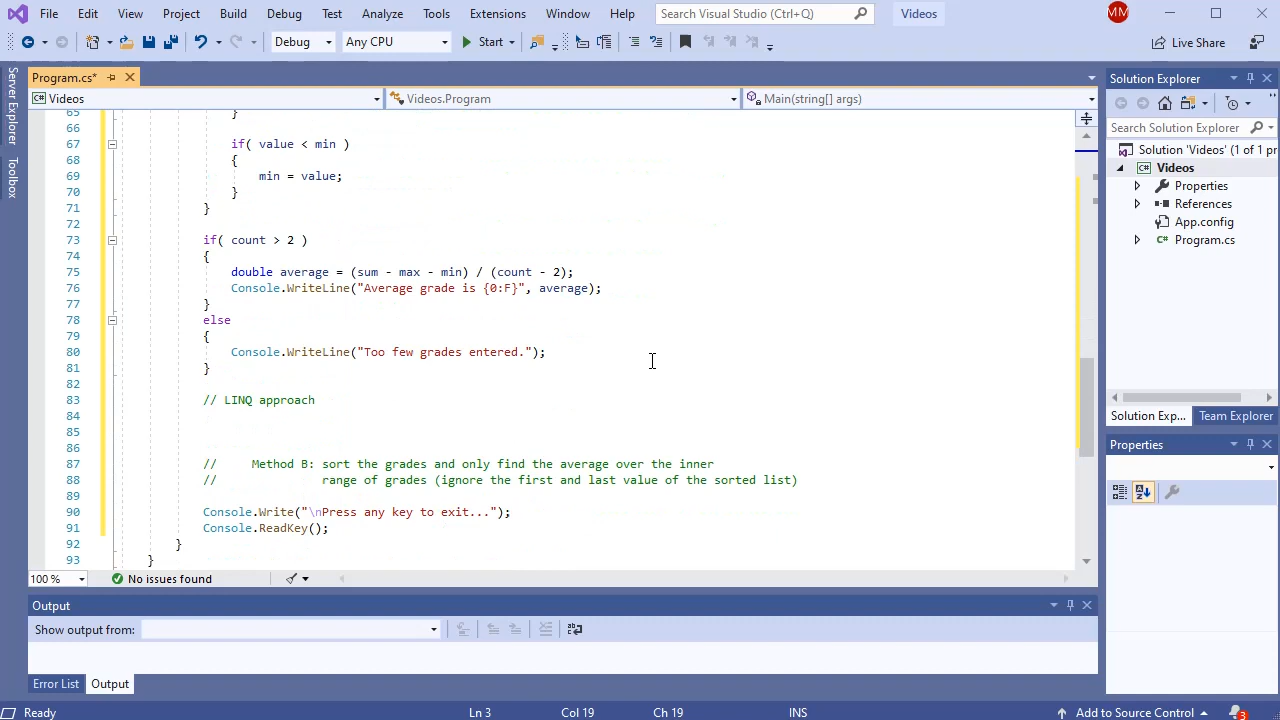 File Edit View Project Build Debug Test Analyze Tools Extensions Window Help Search Visual Studio (Ctrl+Q) Videos MM
Debug Any CPU Start Live Share
Server Explorer
Toolbox
Program.cs*
Videos Videos.Program Main(string[] args)
65 }
66
67 if( value < min )
68 {
69 min = value;
70 }
71 }
72
73 if( count > 2 )
74 {
75 double average = (sum - max - min) / (count - 2);
76 Console.WriteLine("Average grade is {0:F}", average);
77 }
78 else
79 {
80 Console.WriteLine("Too few grades entered.");
81 }
82
83 // LINQ approach
84
85
86
87 // Method B: sort the grades and only find the average over the inner
88 // range of grades (ignore the first and last value of the sorted list)
89
90 Console.Write("\nPress any key to exit...");
91 Console.ReadKey();
92 }
93 }
100 % No issues found
Output
Show output from:
Error List Output
Solution Explorer
Search Solution Explorer
Solution 'Videos' (1 of 1 pr
Videos
Properties
References
App.config
C# Program.cs
Solution Exp... Team Explorer
Properties
Ready Ln 3 Col 19 Ch 19 INS Add to Source Control 3